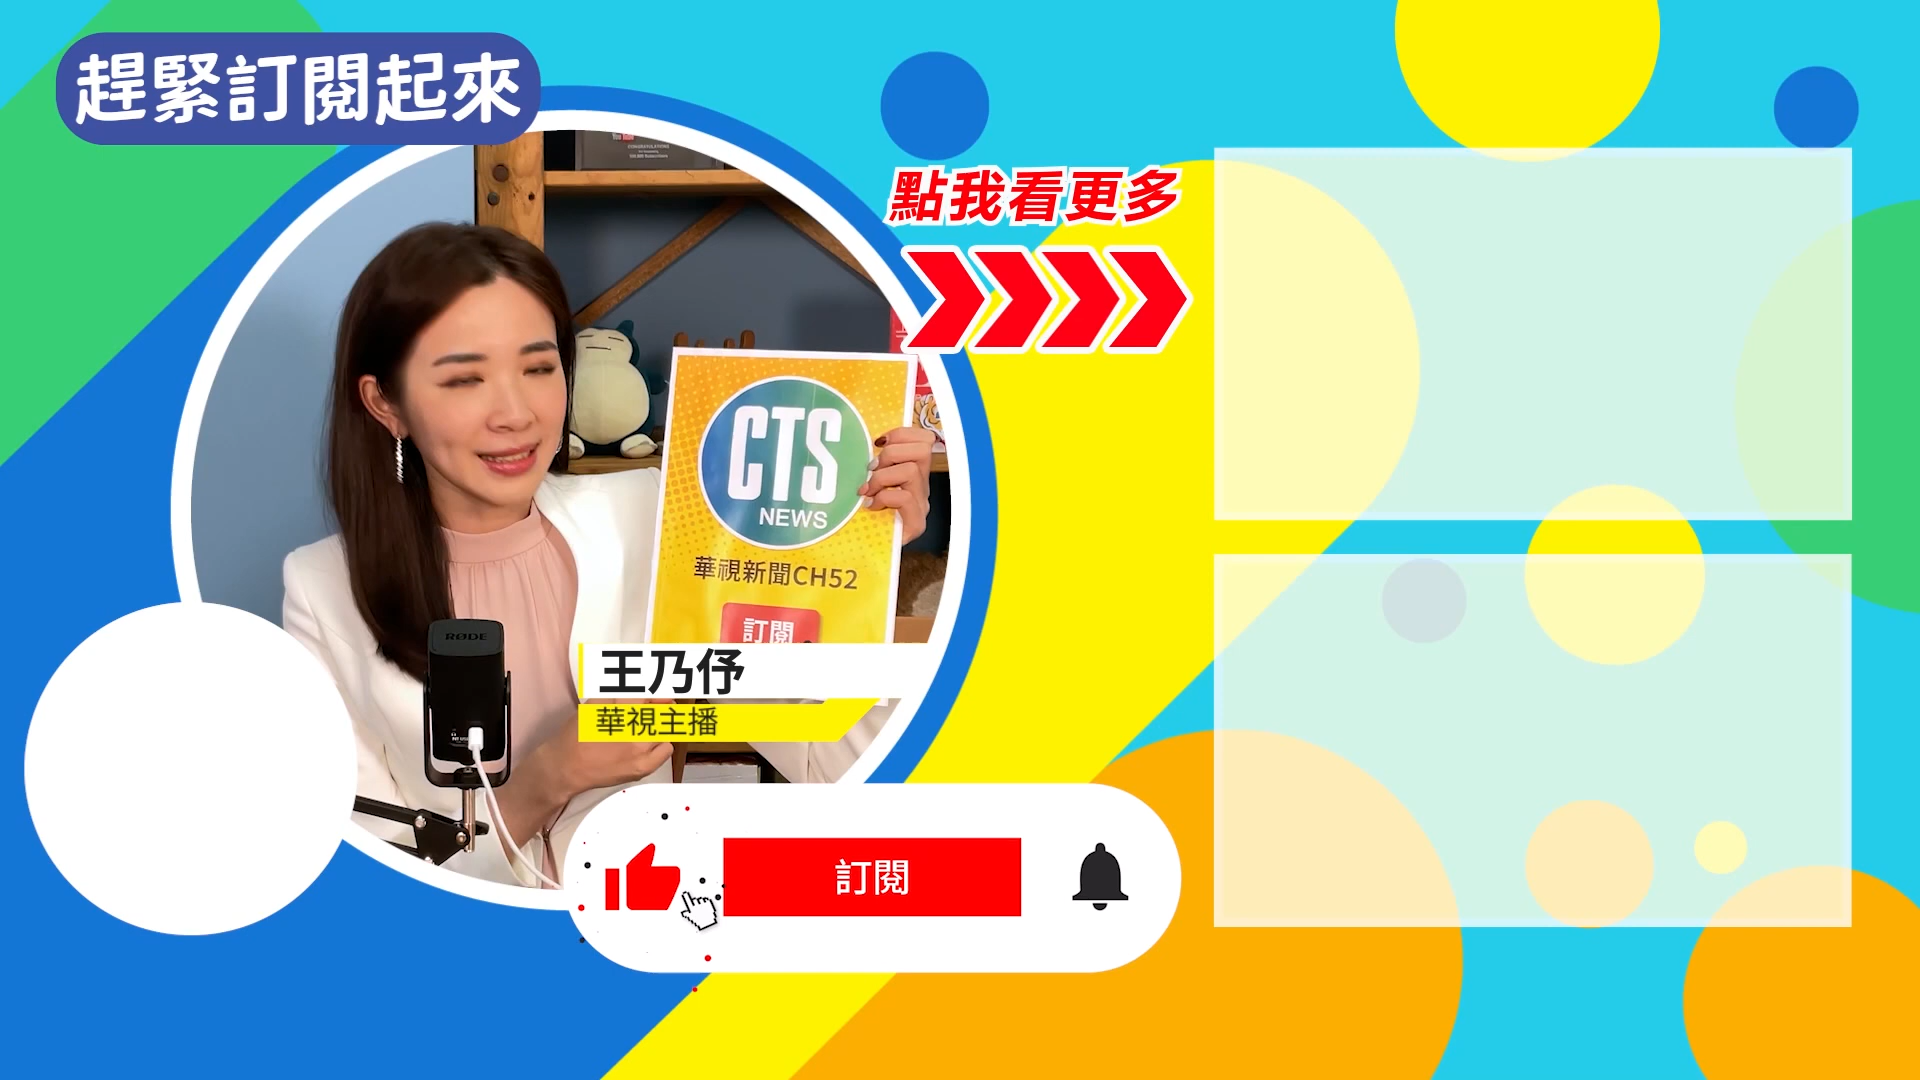 趕緊訂閱起來
CONGRATULATIONS
點我看更多
CTS
NEWS
華視新聞CH52
訂閱
RØDE
王乃伃
華視主播
訂閱